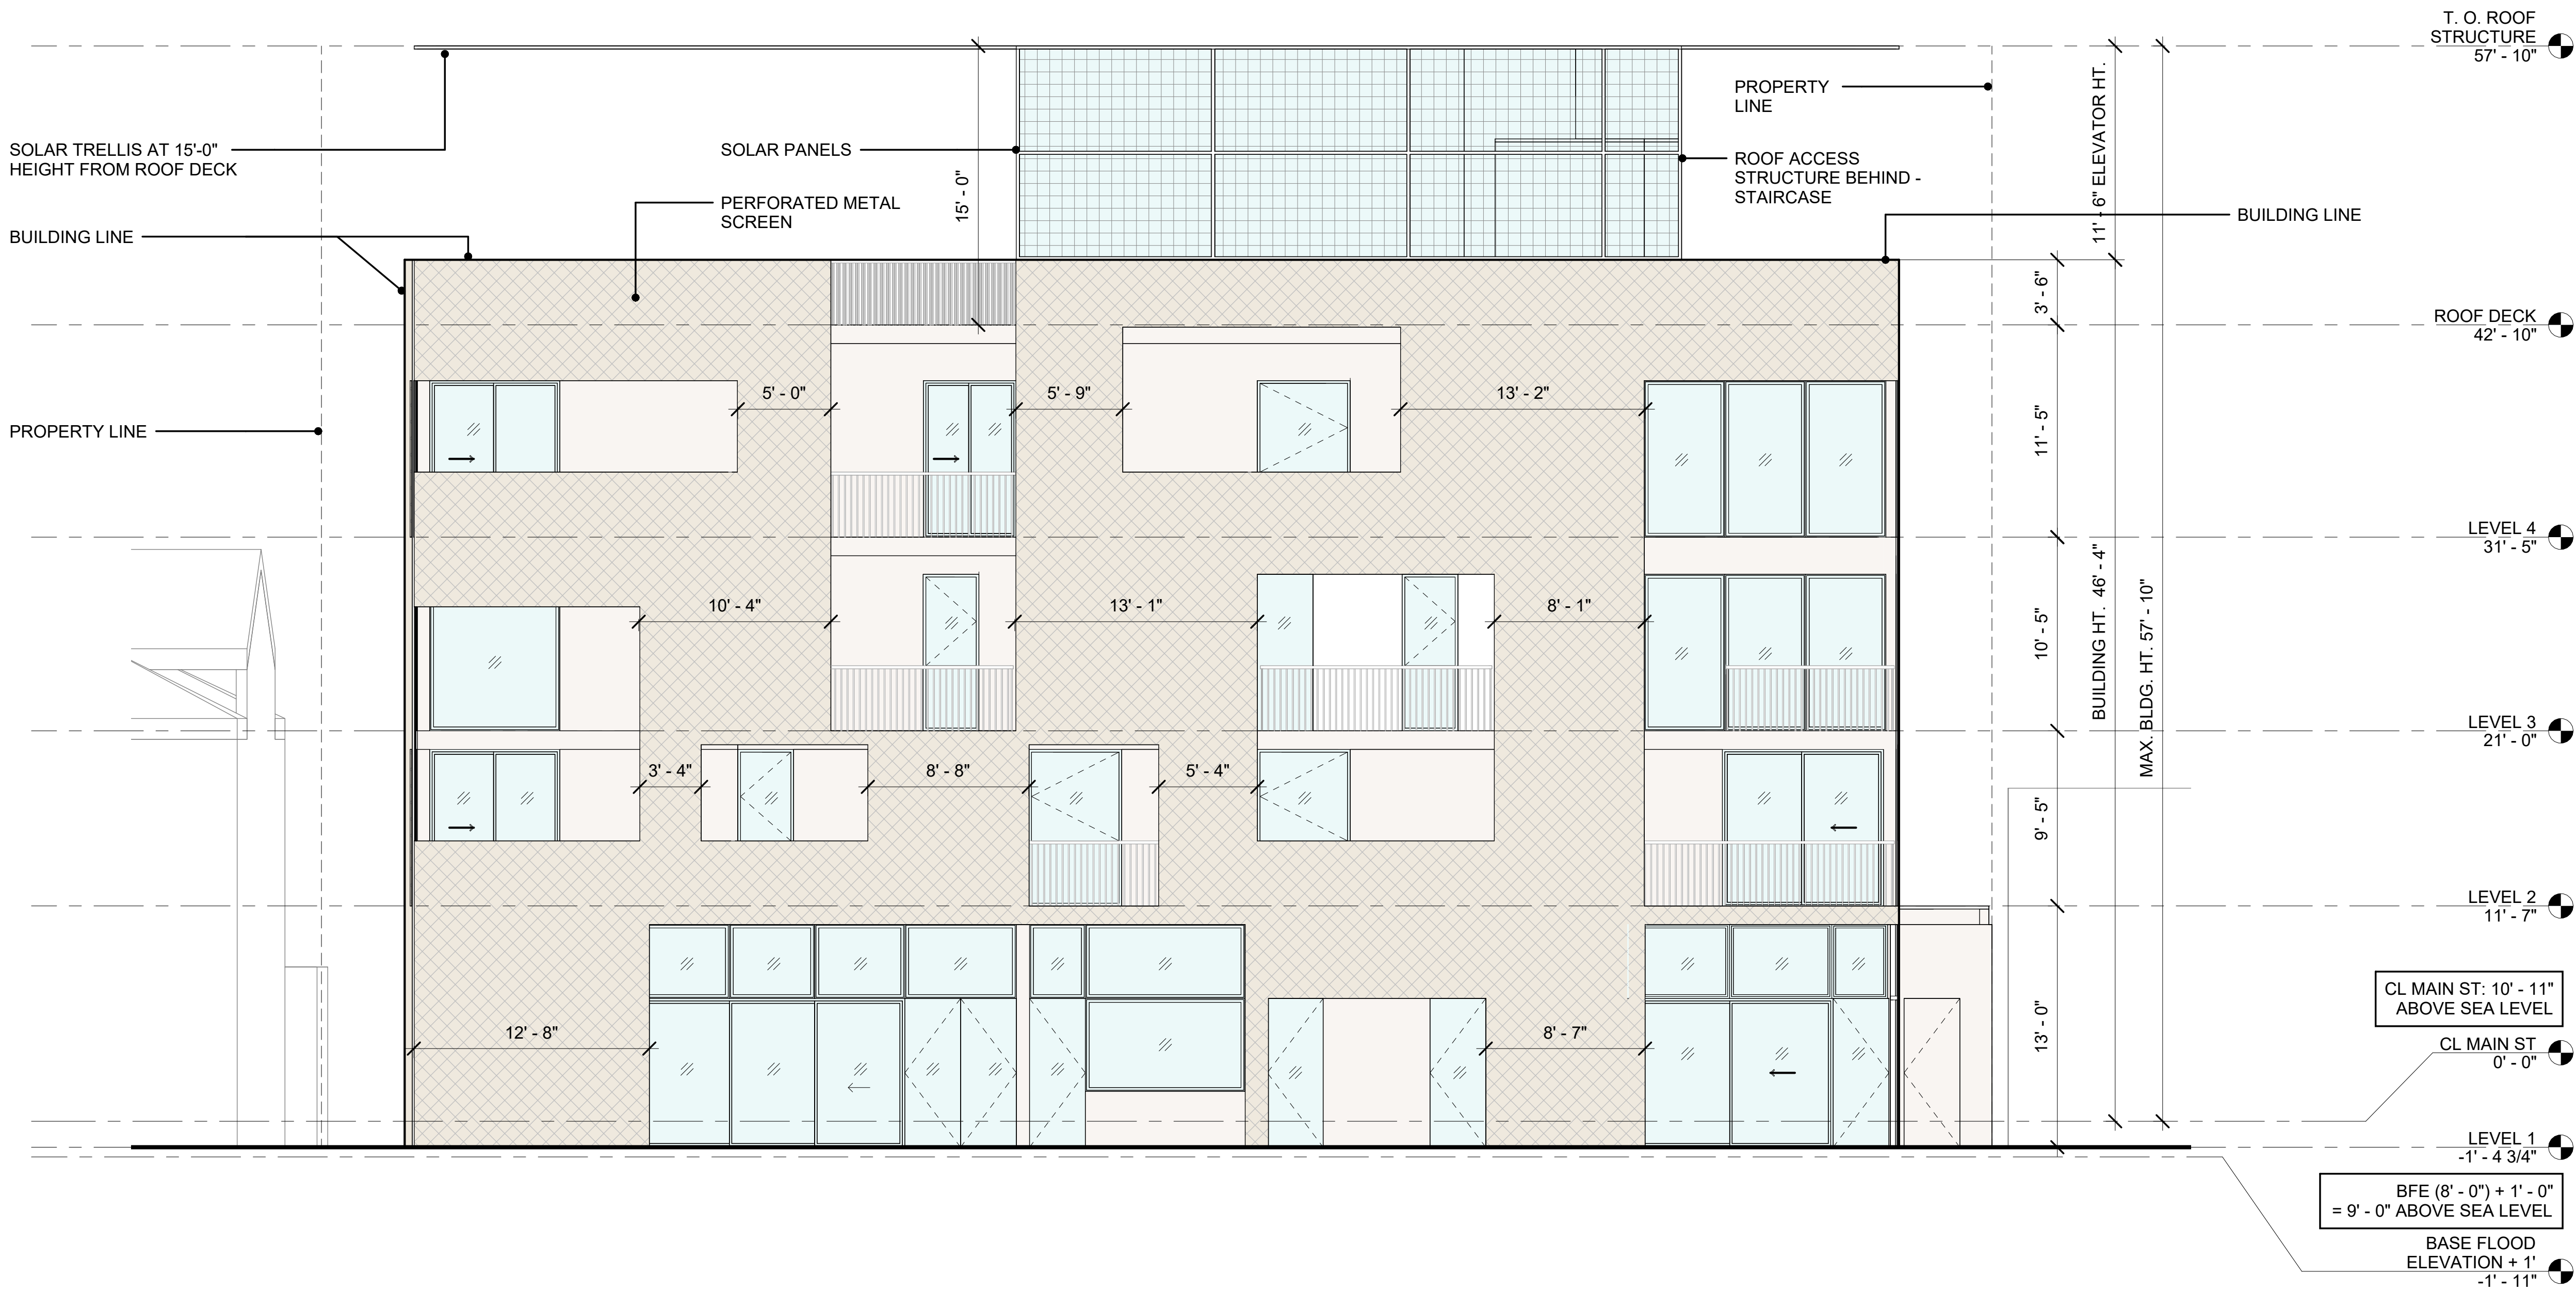 T. O. ROOF
STRUCTURE
57' - 10"
SOLAR TRELLIS AT 15'-0"
HEIGHT FROM ROOF DECK
SOLAR PANELS
PERFORATED METAL
SCREEN
15' - 0"
PROPERTY
LINE
ROOF ACCESS
STRUCTURE BEHIND -
STAIRCASE
11' - 6" ELEVATOR HT.
BUILDING LINE
BUILDING LINE
3' - 6"
ROOF DECK
42' - 10"
PROPERTY LINE
5' - 0"
5' - 9"
13' - 2"
11' - 5"
LEVEL 4
31' - 5"
10' - 4"
13' - 1"
8' - 1"
10' - 5"
BUILDING HT. 46' - 4"
MAX. BLDG. HT. 57' - 10"
LEVEL 3
21' - 0"
3' - 4"
8' - 8"
5' - 4"
9' - 5"
LEVEL 2
11' - 7"
12' - 8"
8' - 7"
13' - 0"
CL MAIN ST: 10' - 11"
ABOVE SEA LEVEL
CL MAIN ST
0' - 0"
LEVEL 1
-1' - 4 3/4"
BFE (8' - 0") + 1' - 0"
= 9' - 0" ABOVE SEA LEVEL
BASE FLOOD
ELEVATION + 1'
-1' - 11"